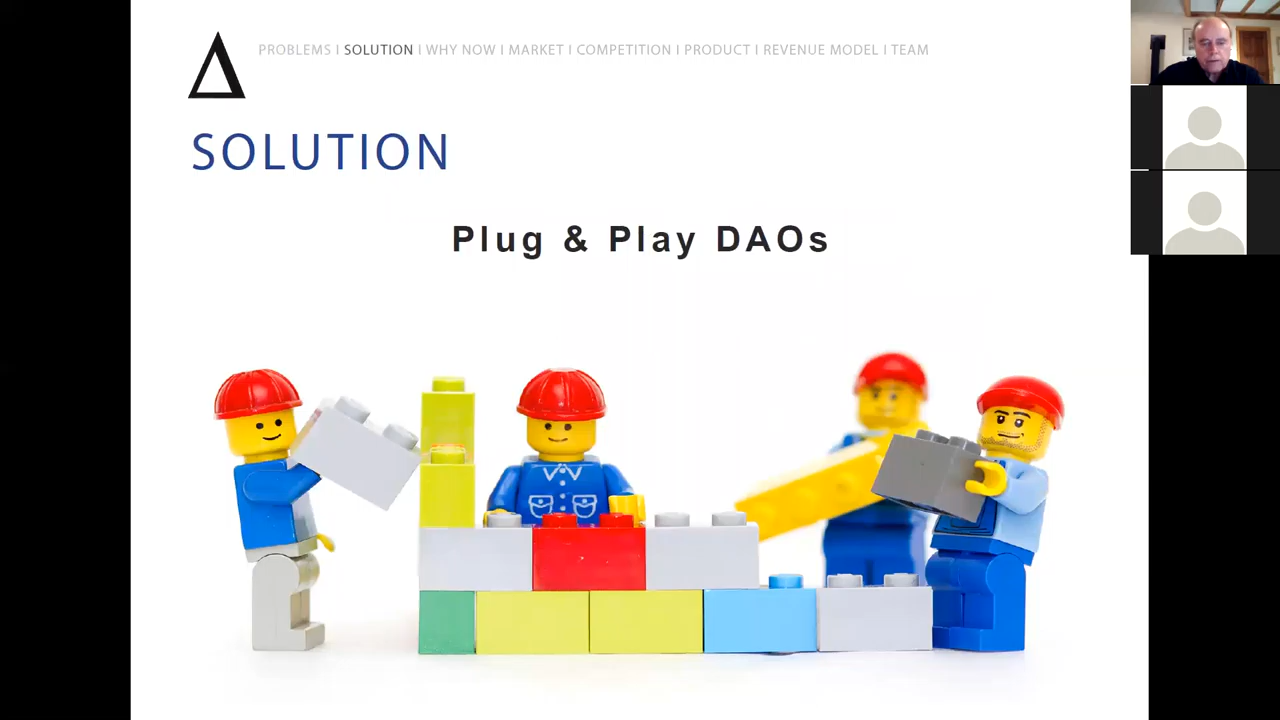 PROBLEMS I SOLUTION I WHY NOW I MARKET I COMPETITION I PRODUCT I REVENUE MODEL I TEAM
SOLUTION
Plug & Play DAOs